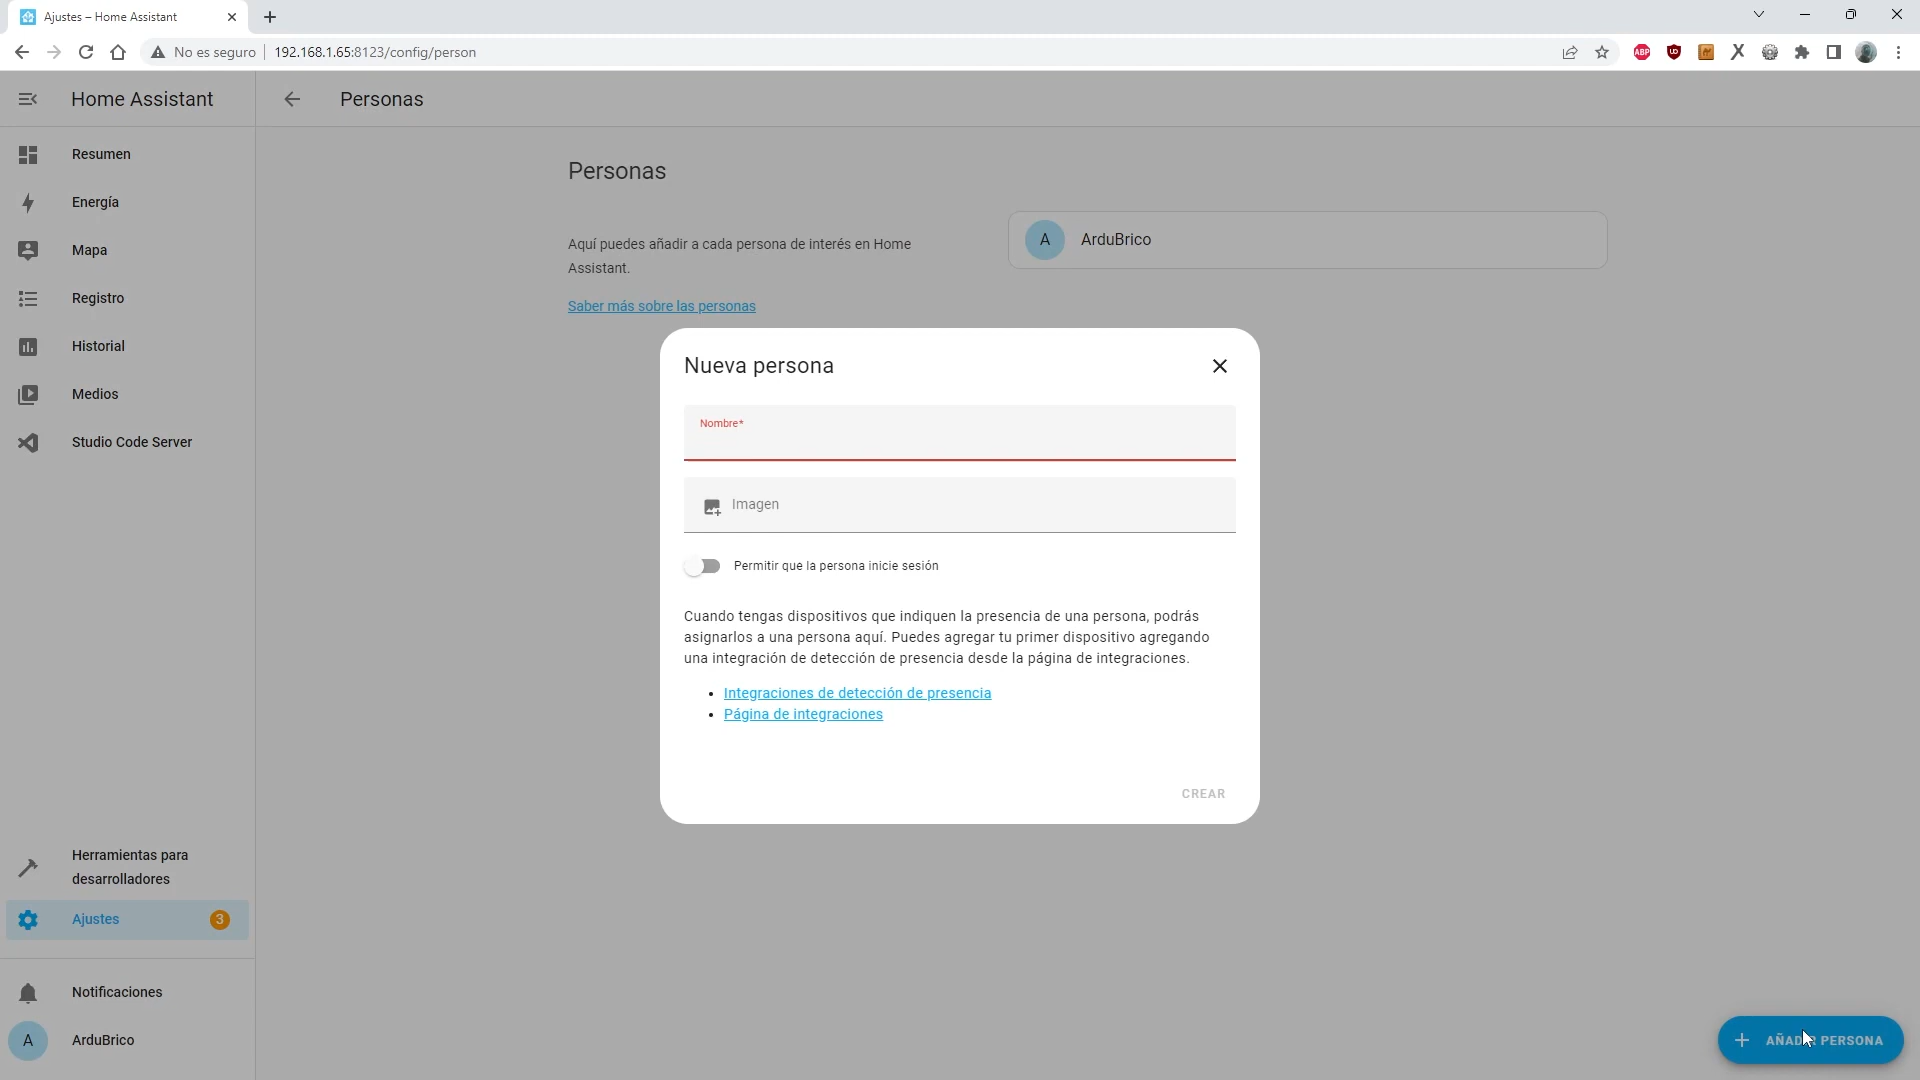 Ajustes – Home Assistant
No es seguro
192.168.1.65:8123/config/person
ABP
Home Assistant
Personas
Resumen
Energía
Mapa
Registro
Historial
Medios
Studio Code Server
Herramientas para
desarrolladores
Ajustes
3
Notificaciones
A
ArduBrico
Personas
Aquí puedes añadir a cada persona de interés en Home
Assistant.
Saber más sobre las personas
A
ArduBrico
Nueva persona
Nombre*
Imagen
Permitir que la persona inicie sesión
Cuando tengas dispositivos que indiquen la presencia de una persona, podrás
asignarlos a una persona aquí. Puedes agregar tu primer dispositivo agregando
una integración de detección de presencia desde la página de integraciones.
• Integraciones de detección de presencia
• Página de integraciones
CREAR
AÑADIR PERSONA